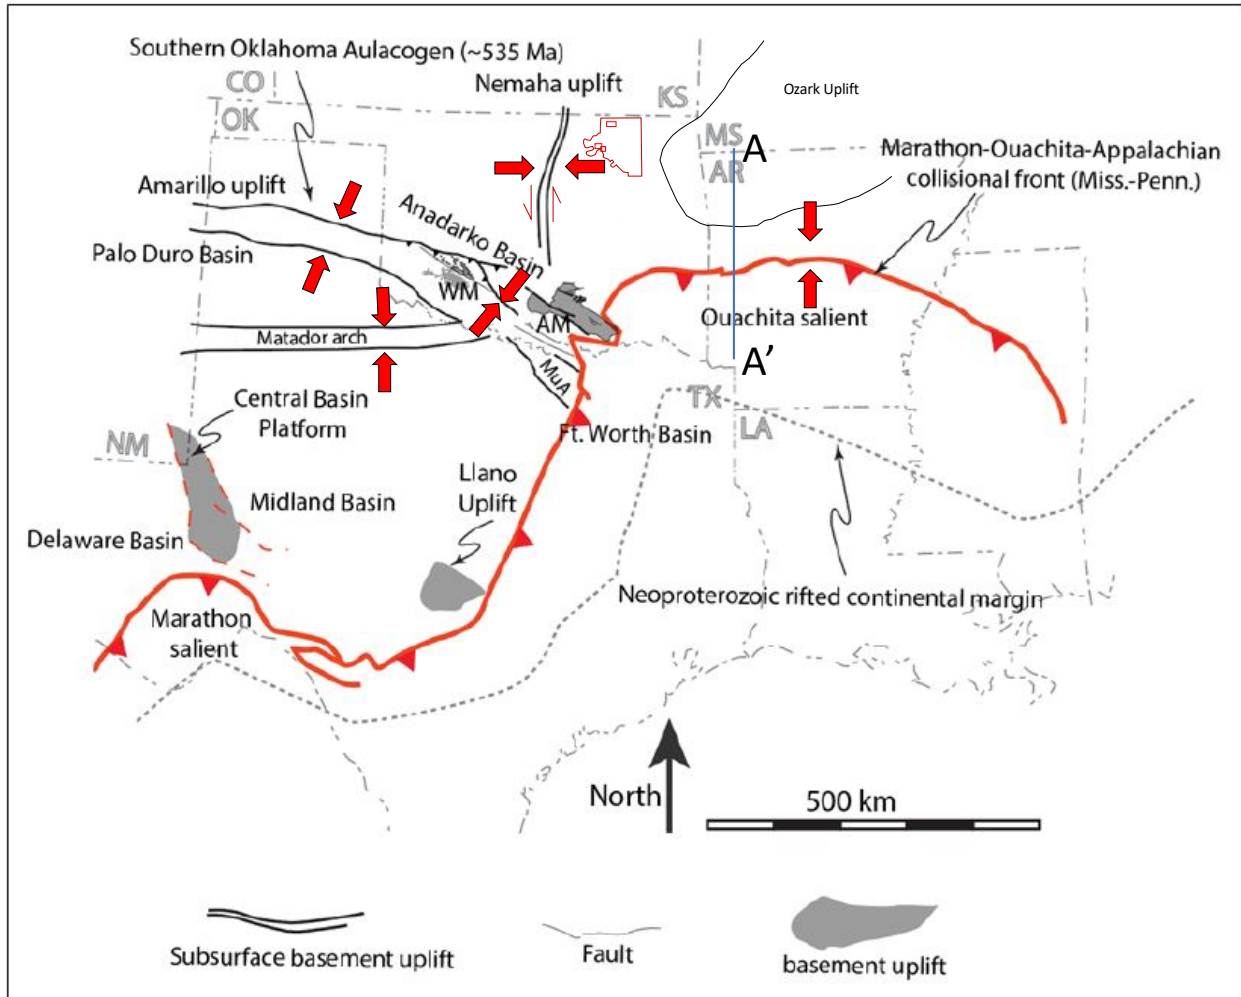 Southern Oklahoma Aulacogen (~535 Ma)
Nemaha uplift
Ozark Uplift
CO
KS
OK
MS
A
AR
Marathon-Ouachita-Appalachian
collisional front (Miss.-Penn.)
Amarillo uplift
Anadarko Basin
Palo Duro Basin
WM
AM
Ouachita salient
Matador arch
A'
MuA
TX
Central Basin
Platform
LA
NM
Ft. Worth Basin
Llano
Uplift
Midland Basin
Delaware Basin
Neoproterozoic rifted continental margin
Marathon
salient
North
500 km
Subsurface basement uplift
Fault
basement uplift